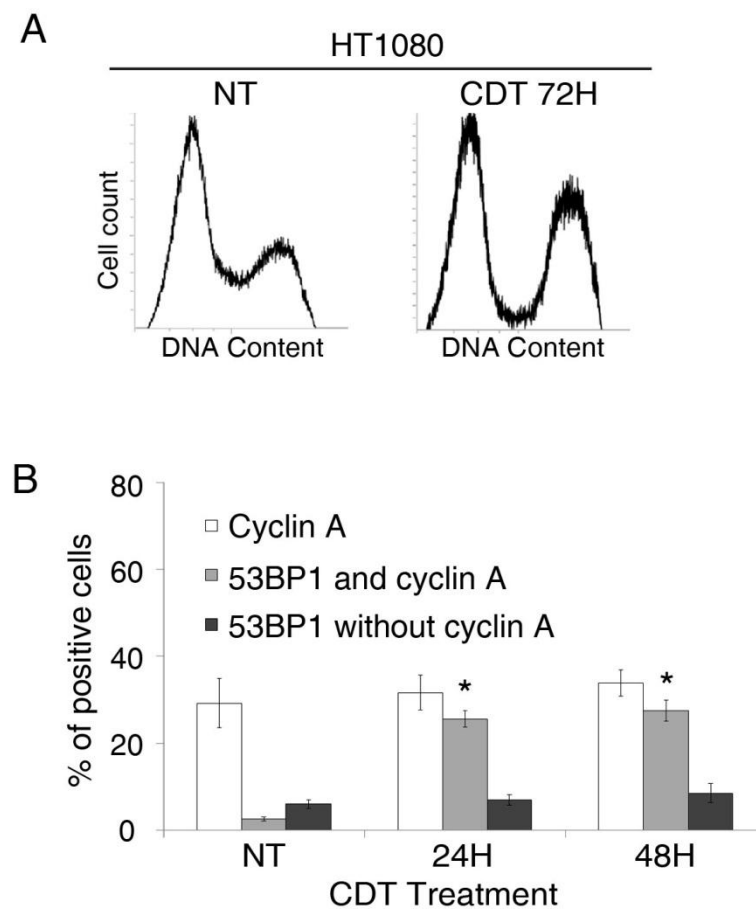 A
HT1080
NT
CDT 72H
Cell count
DNA Content
DNA Content
B
% of positive cells
80
60
40
20
0
Cyclin A
53BP1 and cyclin A
53BP1 without cyclin A
*
*
NT
24H
48H
CDT Treatment